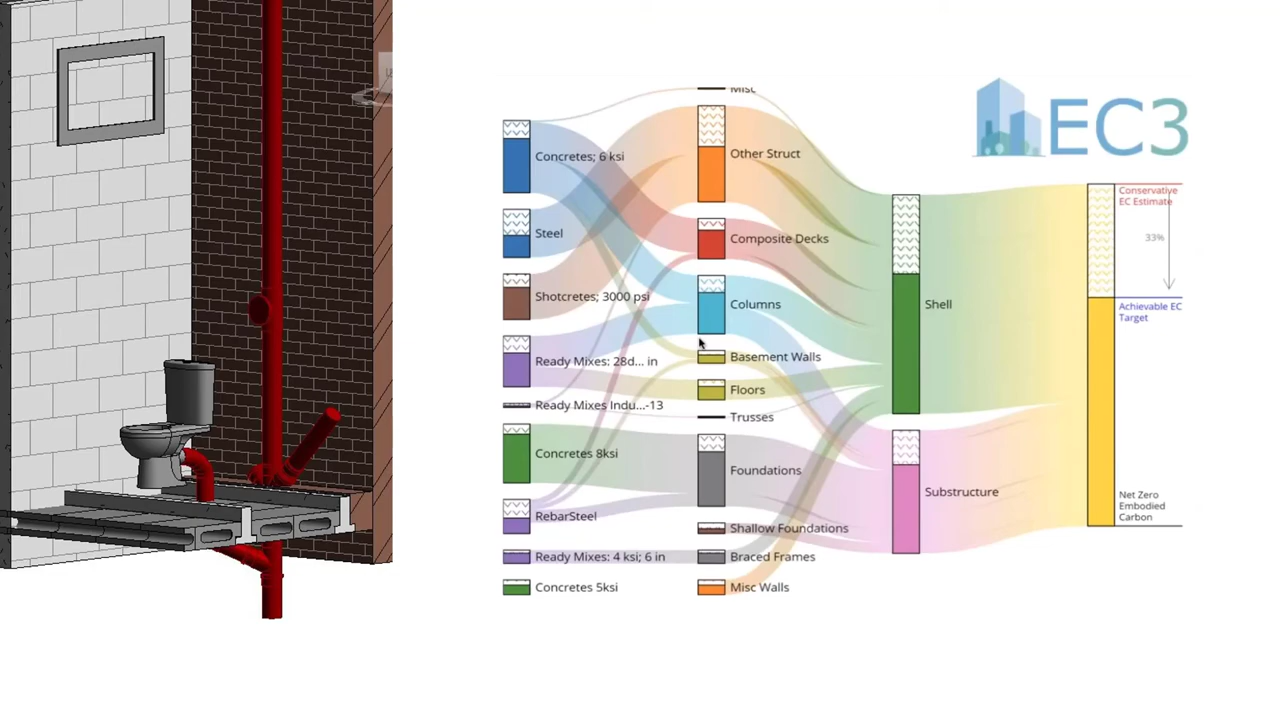 EC3
Misc
Concretes; 6 ksi
Steel
Shotcretes; 3000 psi
Ready Mixes: 28d... in
Ready Mixes Indu...-13
Concretes 8ksi
RebarSteel
Ready Mixes: 4 ksi; 6 in
Concretes 5ksi
Other Struct
Composite Decks
Columns
Basement Walls
Floors
Trusses
Foundations
Shallow Foundations
Braced Frames
Misc Walls
Shell
Substructure
Conservative
EC Estimate
33%
Achievable EC
Target
Net Zero
Embodied
Carbon